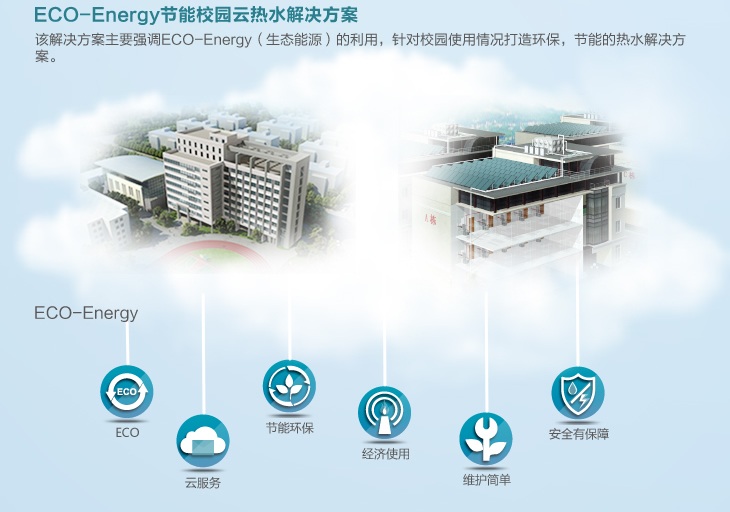 ECO-Energy节能校园云热水解决方案
该解决方案主要强调ECO-Energy（生态能源）的利用，针对校园使用情况打造环保，节能的热水解决方
案。
ECO-Energy
ECO
ECO
云服务
节能环保
经济使用
维护简单
安全有保障